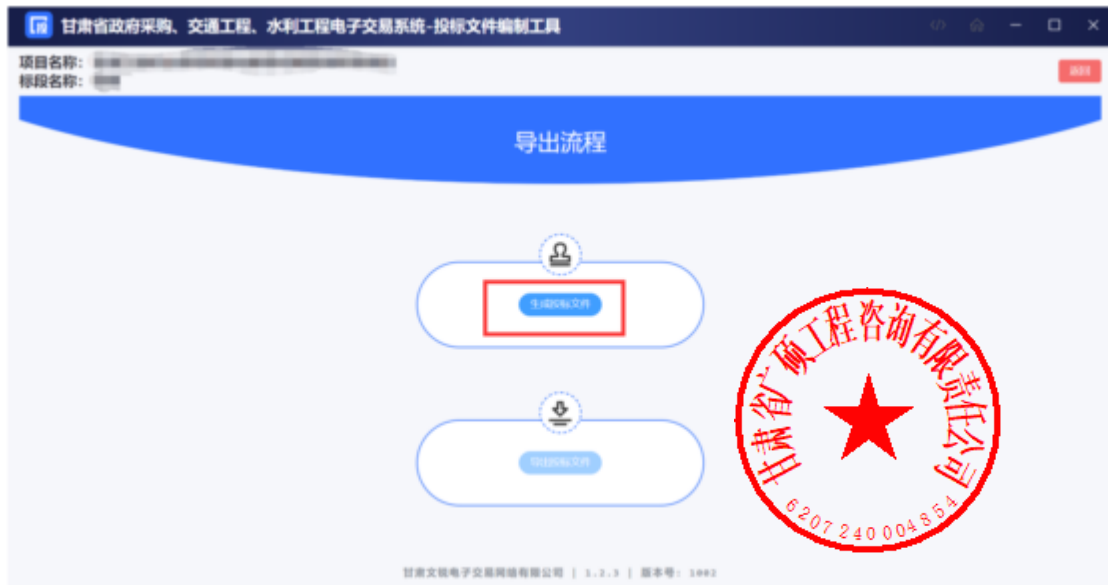 甘肃省政府采购、交通工程、水利工程电子交易系统-投标文件编制工具
项目名称：
标段名称：
返回
导出流程
生成投标文件
导出投标文件
甘肃省广硕工程咨询有限责任公司
6207240004854
甘肃文锐电子交易网络有限公司 | 1.2.3 | 版本号: 1002